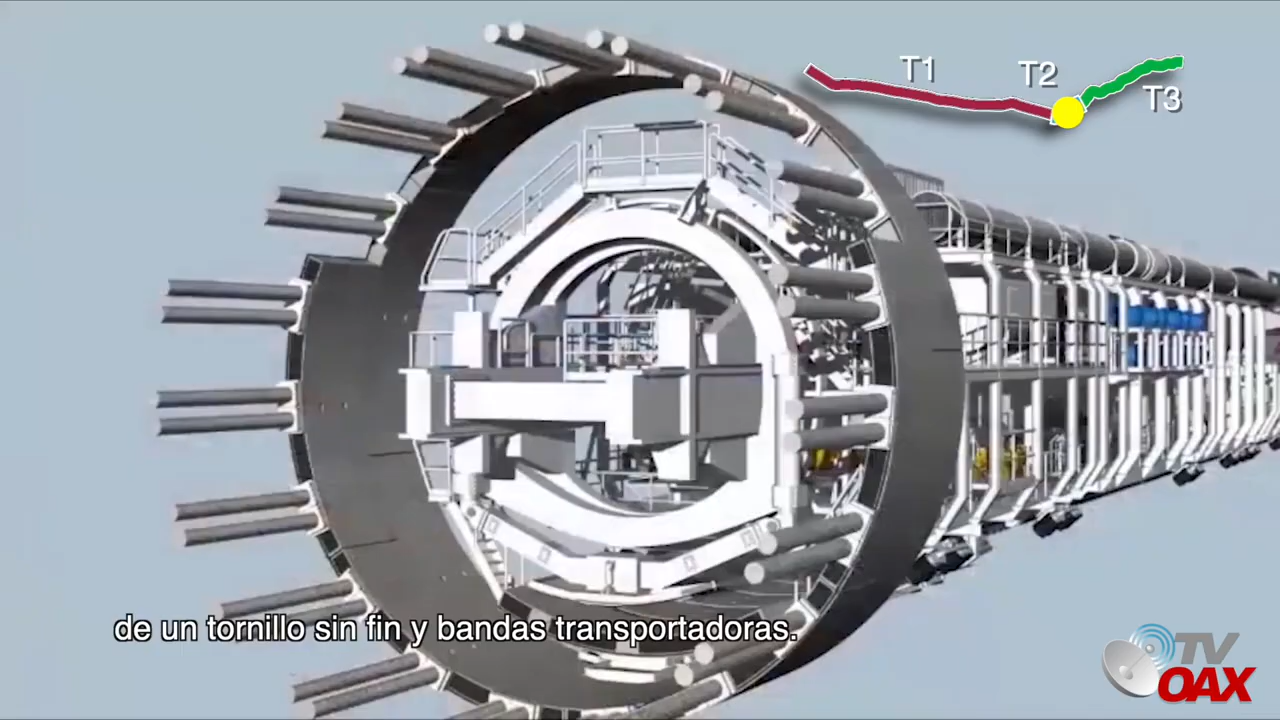 T1
T2
T3
de un tornillo sin fin y bandas transportadoras.
TV
OAX